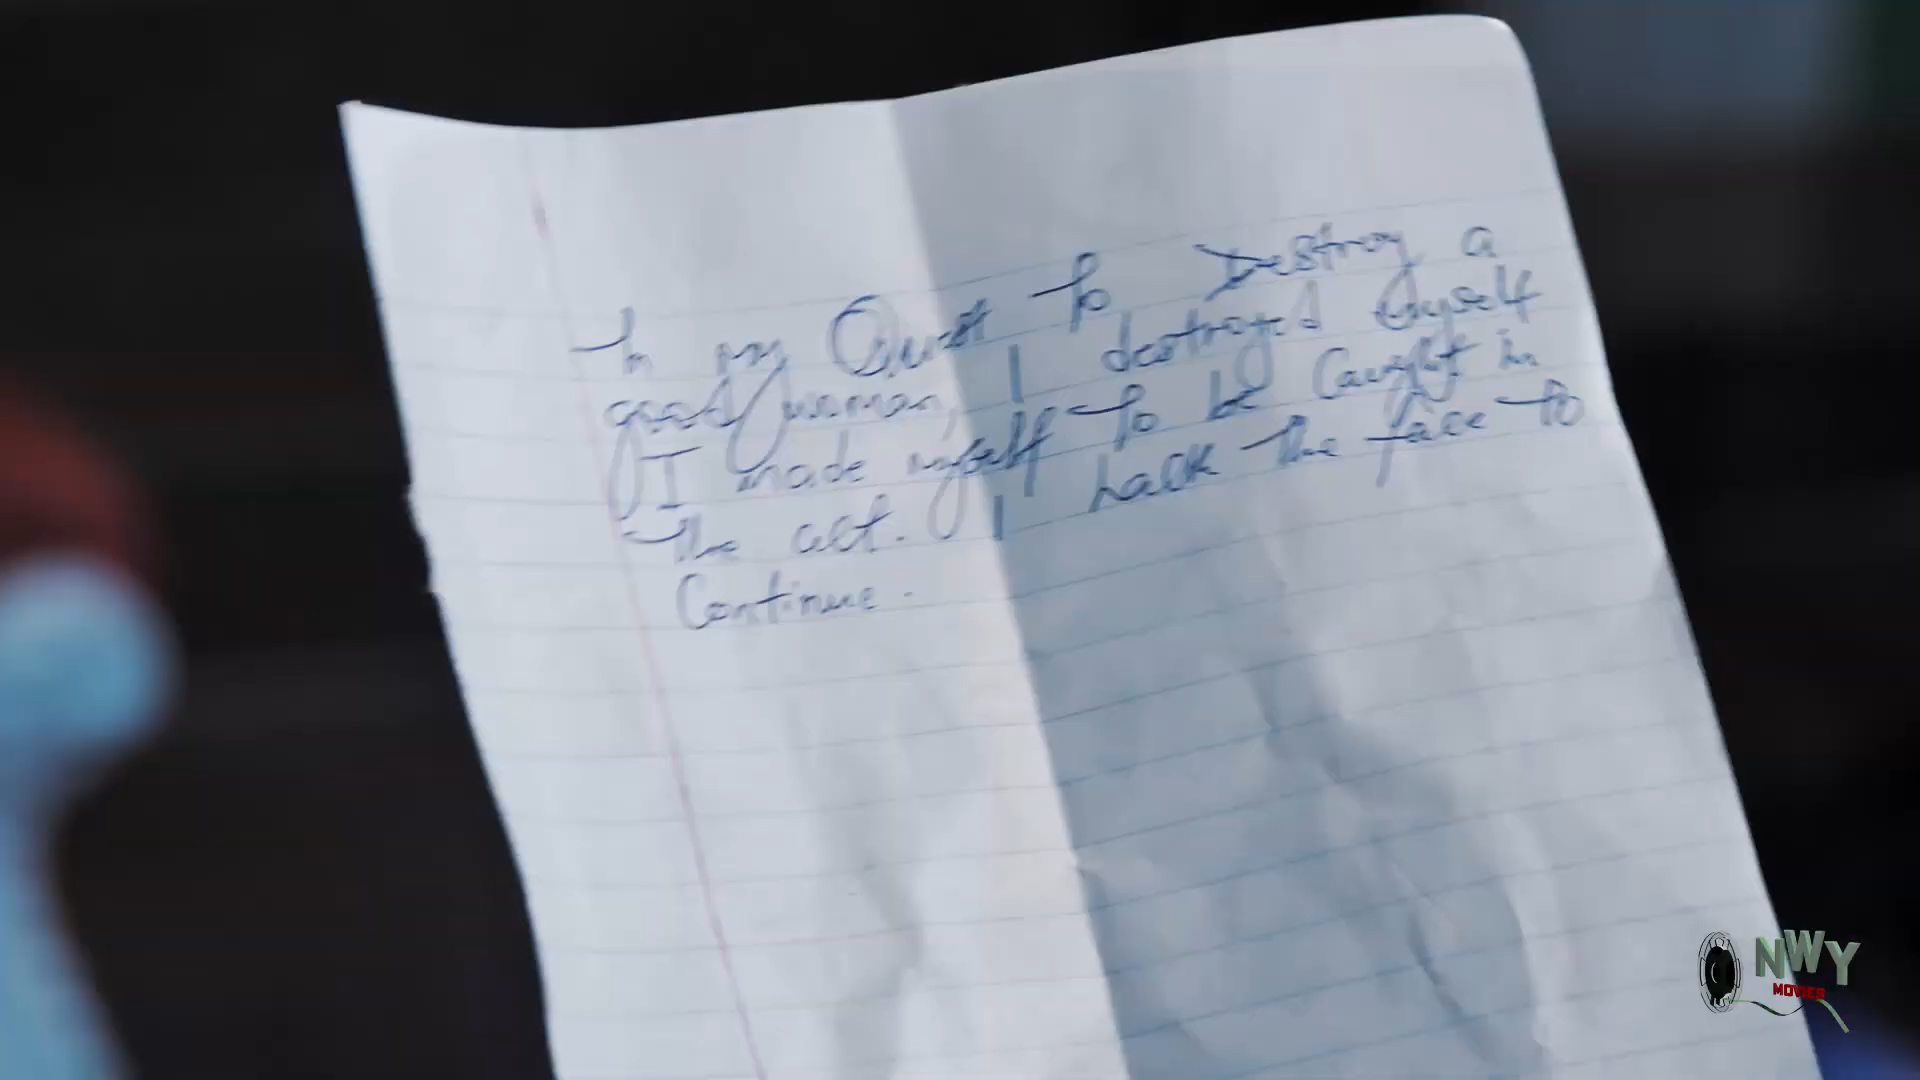 In my Quest to Destroy a
good woman, I destroyed myself
I made myself to be Caught in
the act. I Lack the face to
Continue.
NWY
MOVIES